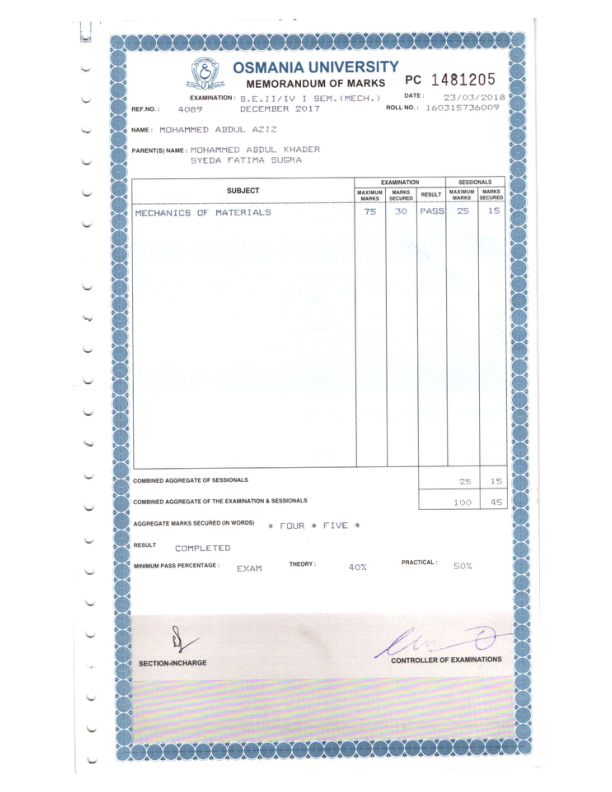 OSMANIA UNIVERSITY
MEMORANDUM OF MARKS
PC 1481205
EXAMINATION : B.E.II/IV I SEM.(MECH.) DATE : 23/03/2018
REF.NO. : 4089 DECEMBER 2017 ROLL NO. : 160315736009
NAME : MOHAMMED ABDUL AZIZ
PARENT(S) NAME : MOHAMMED ABDUL KHADER
SYEDA FATIMA SUGRA
SUBJECT EXAMINATION SESSIONALS
MAXIMUM MARKS MARKS SECURED RESULT MAXIMUM MARKS MARKS SECURED
MECHANICS OF MATERIALS 75 30 PASS 25 15
COMBINED AGGREGATE OF SESSIONALS 25 15
COMBINED AGGREGATE OF THE EXAMINATION & SESSIONALS 100 45
AGGREGATE MARKS SECURED (IN WORDS) * FOUR * FIVE *
RESULT COMPLETED
MINIMUM PASS PERCENTAGE : EXAM THEORY : 40% PRACTICAL : 50%
SECTION-INCHARGE CONTROLLER OF EXAMINATIONS